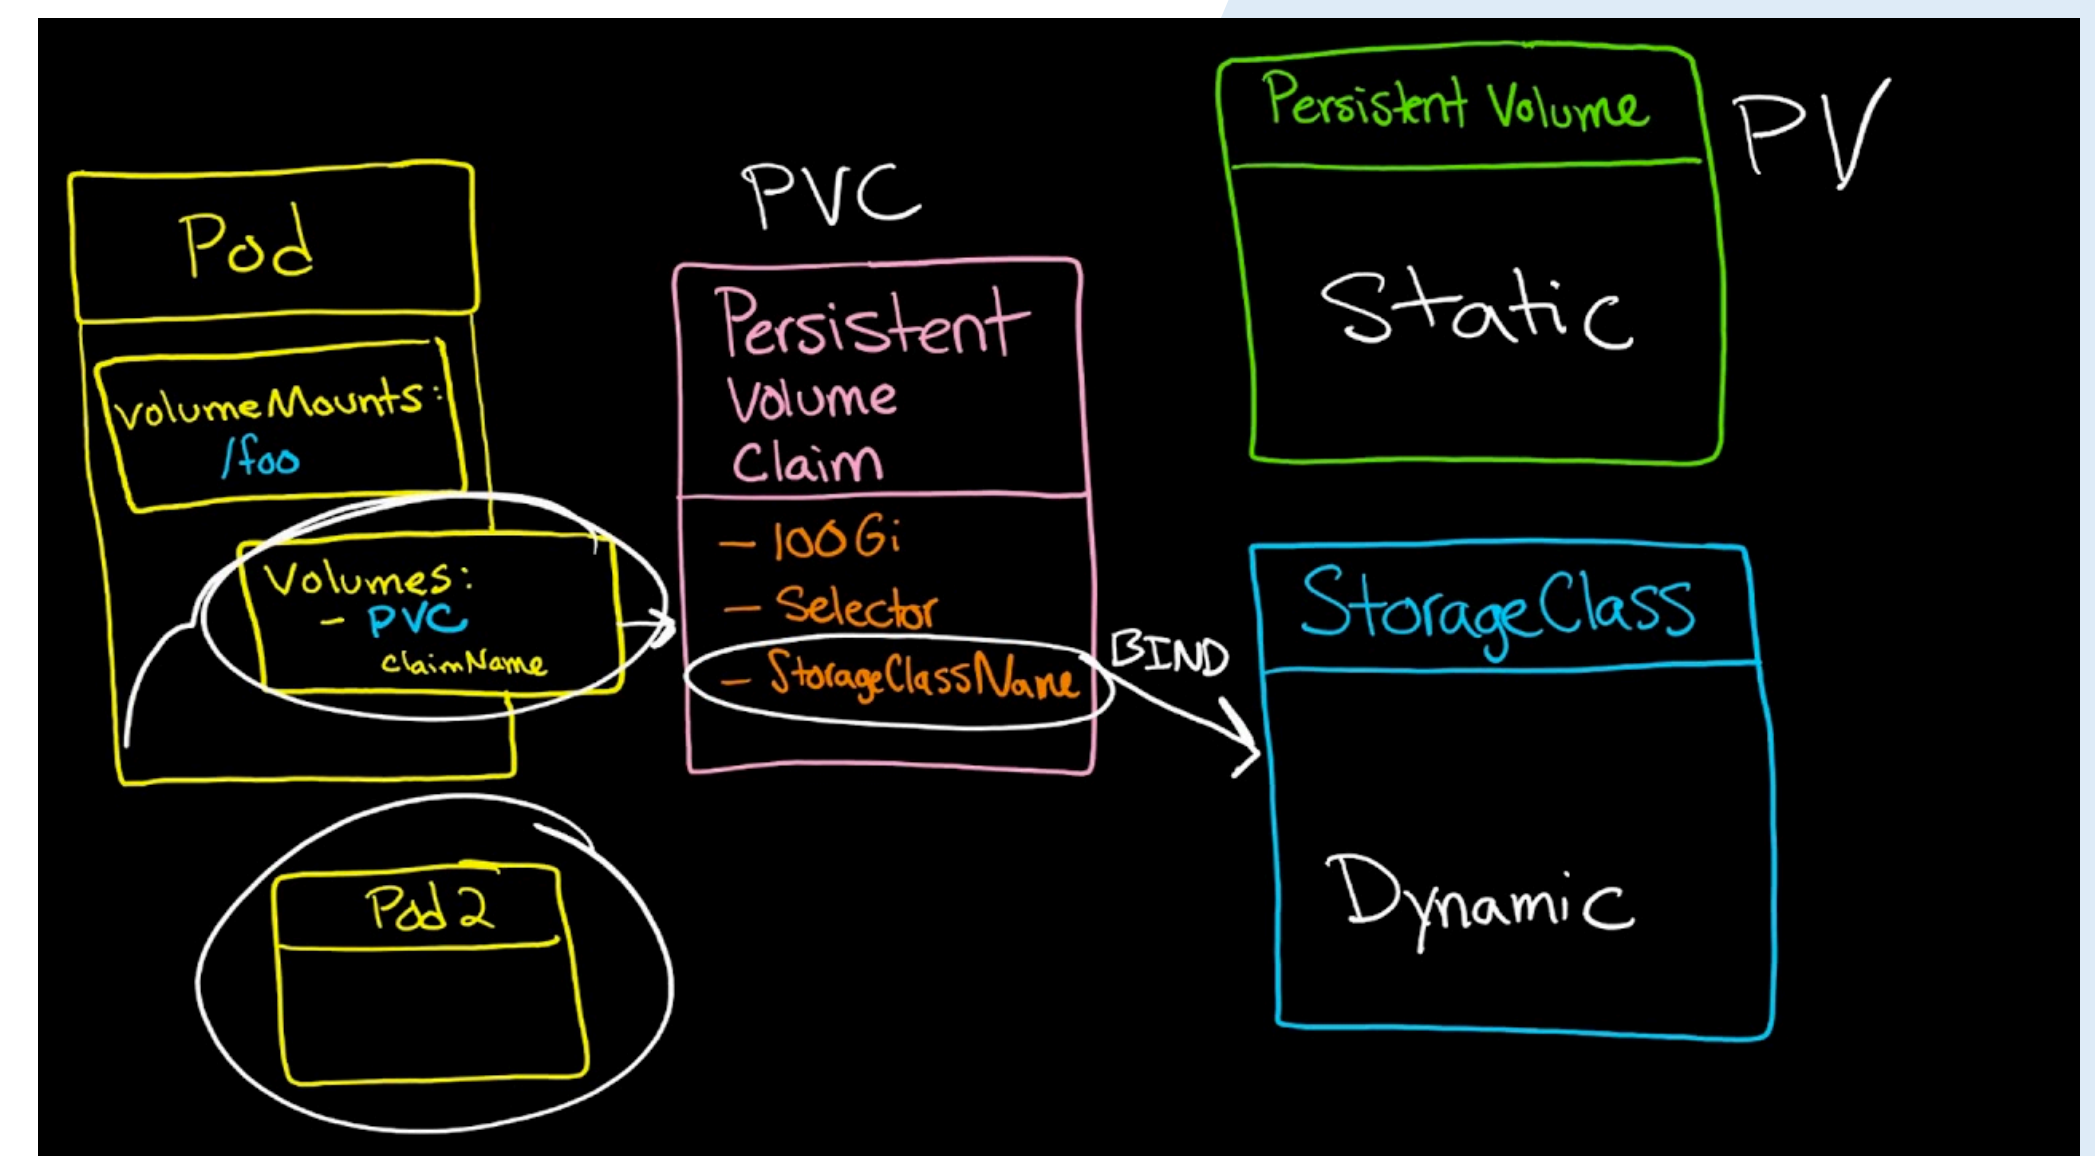 Pod
volumeMounts:
/foo
Volumes:
- PVC
claimName
Pod 2
PVC
Persistent
Volume
Claim
- 100Gi
- Selector
- StorageClassName
BIND
Persistent Volume
PV
Static
StorageClass
Dynamic